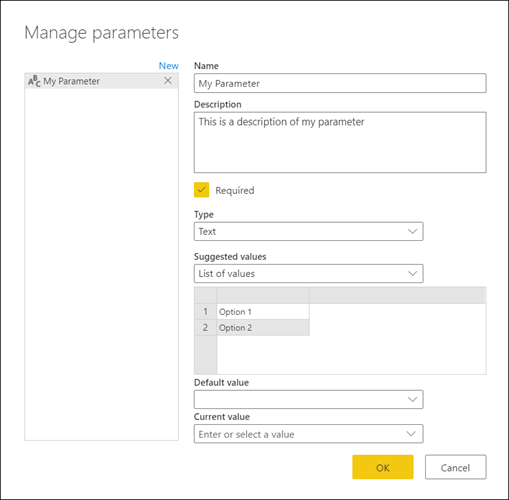 Manage parameters
New
ABC My Parameter
Name
My Parameter
Description
This is a description of my parameter
Required
Type
Text
Suggested values
List of values
1 Option 1
2 Option 2
Default value
Current value
Enter or select a value
OK
Cancel